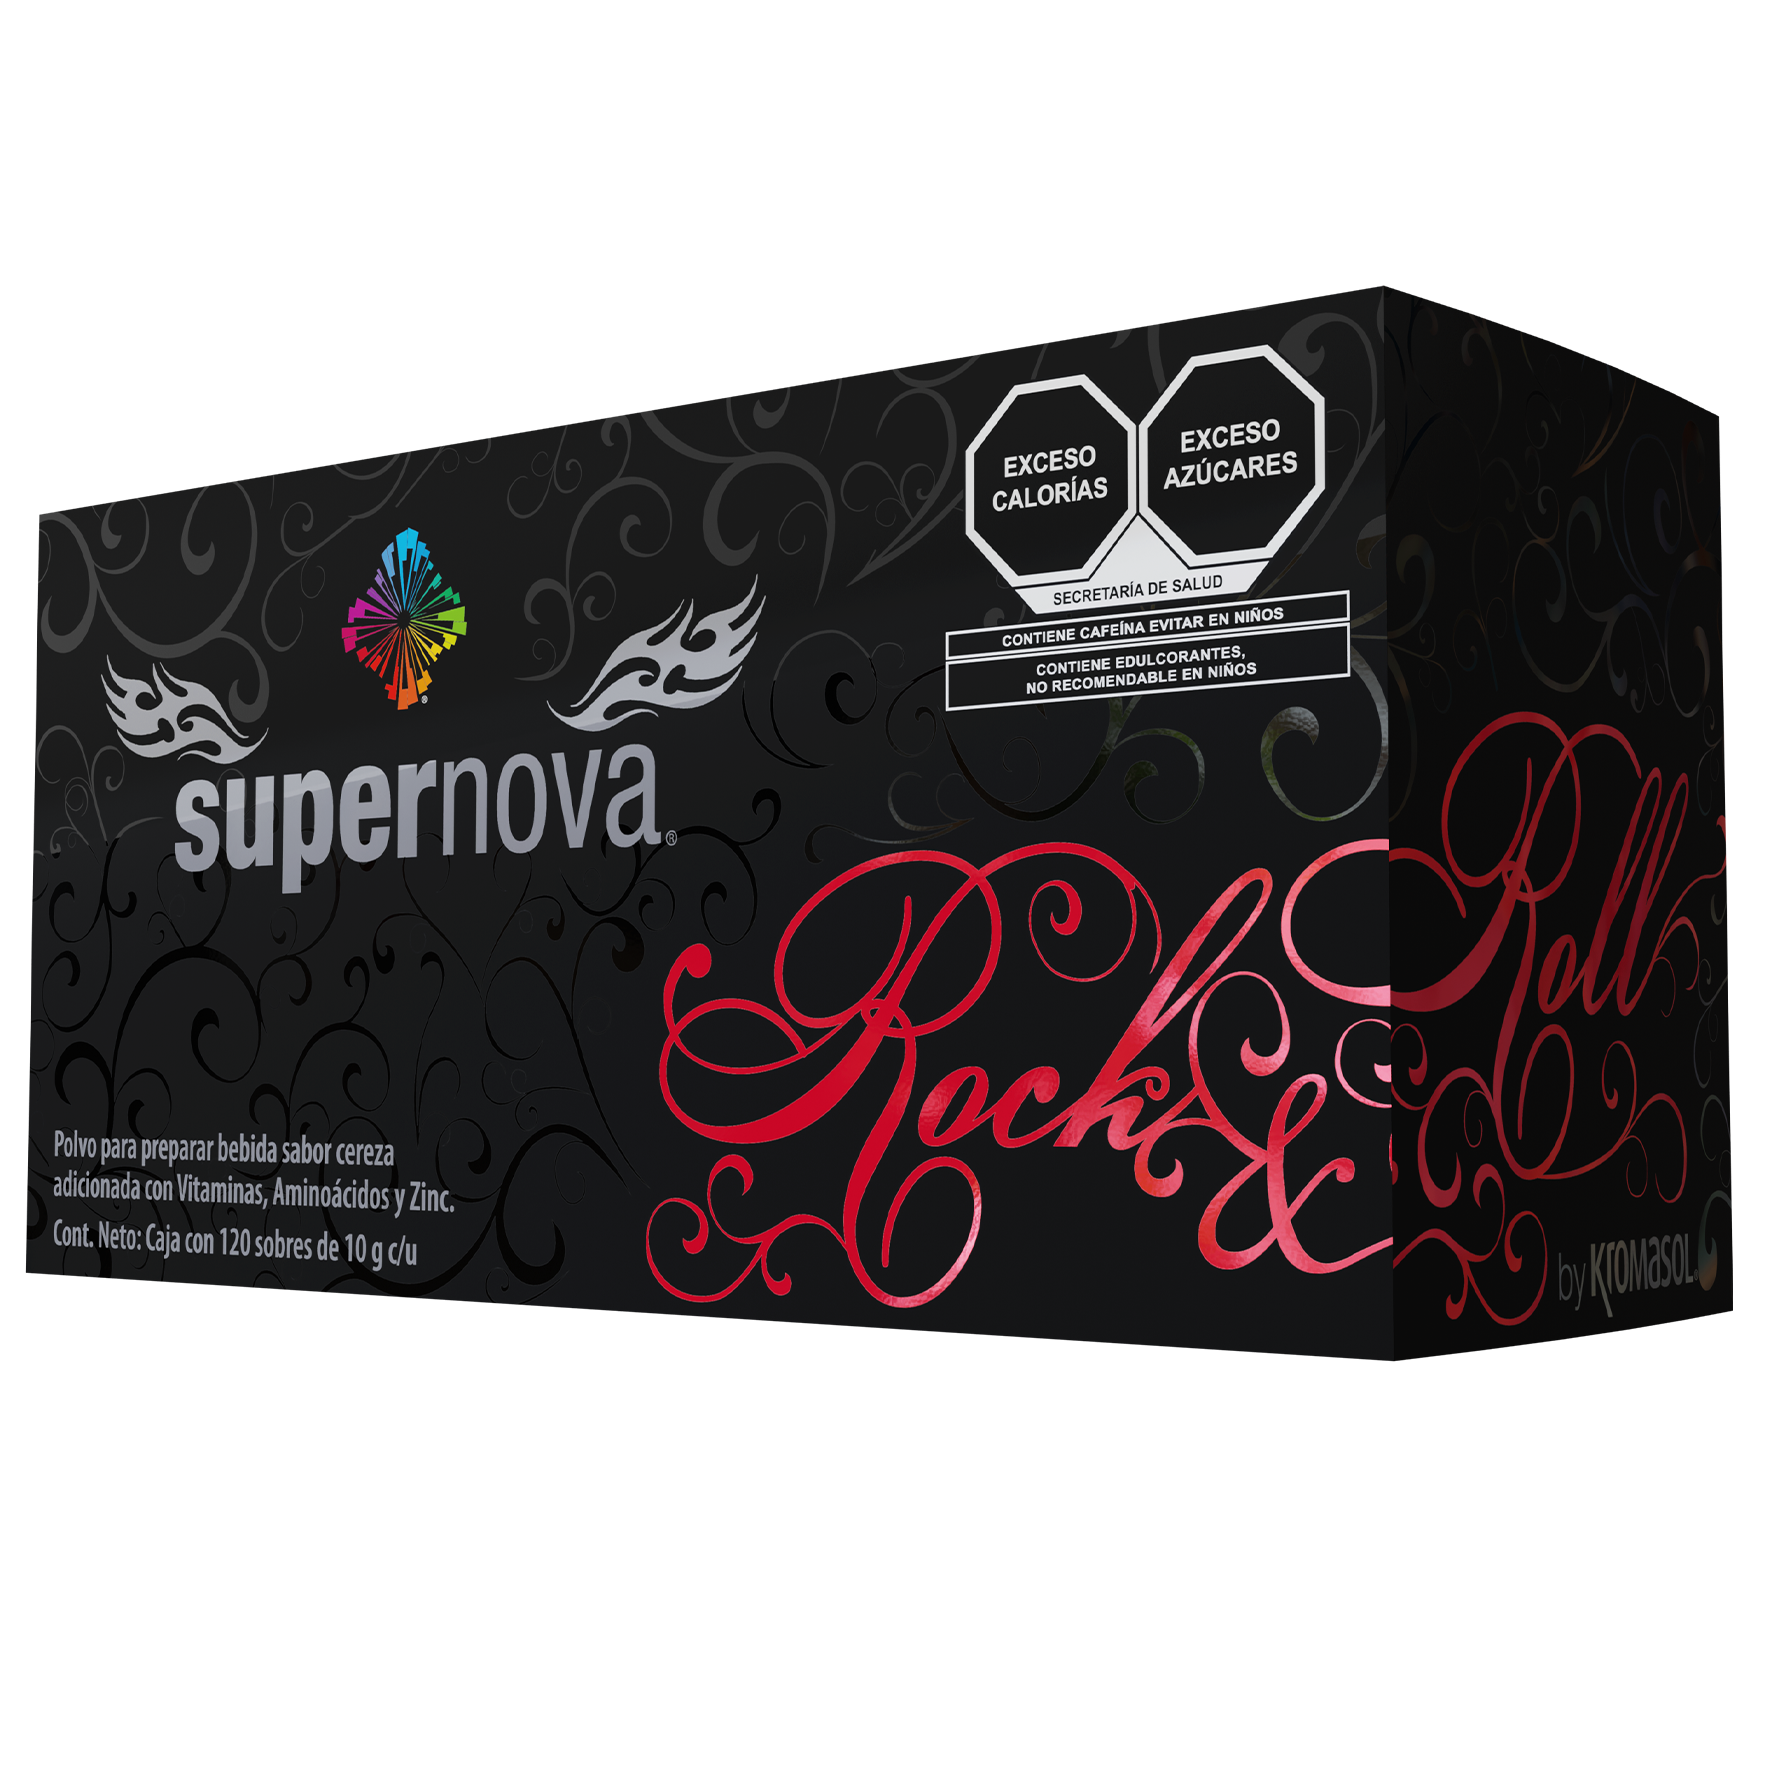 EXCESO
CALORÍAS
EXCESO
AZÚCARES
SECRETARÍA DE SALUD
CONTIENE CAFEÍNA EVITAR EN NIÑOS
CONTIENE EDULCORANTES,
NO RECOMENDABLE EN NIÑOS
supernova®
Rock & Roll
Polvo para preparar bebida sabor cereza
adicionada con Vitaminas, Aminoácidos y Zinc.
Cont. Neto: Caja con 120 sobres de 10 g c/u
by Kromasol®